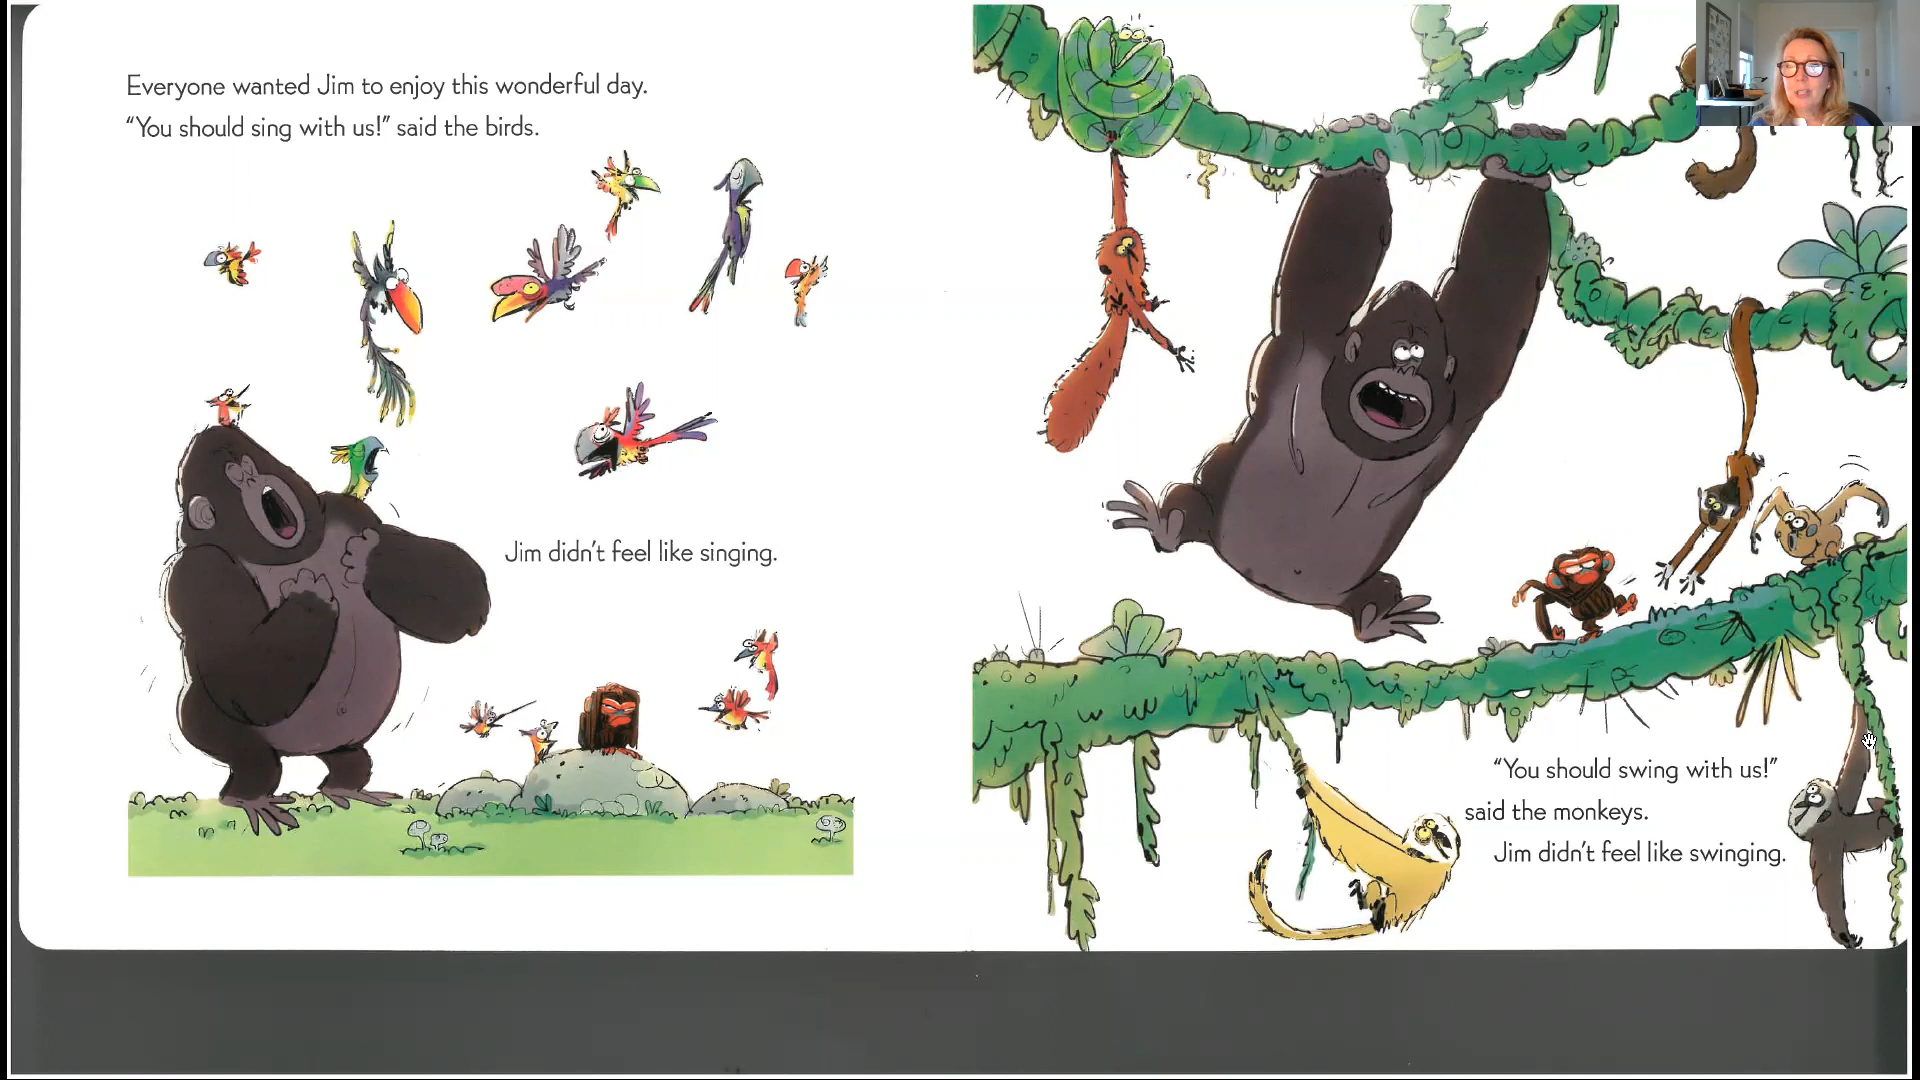 Everyone wanted Jim to enjoy this wonderful day.
“You should sing with us!” said the birds.
Jim didn’t feel like singing.
“You should swing with us!”
said the monkeys.
Jim didn’t feel like swinging.